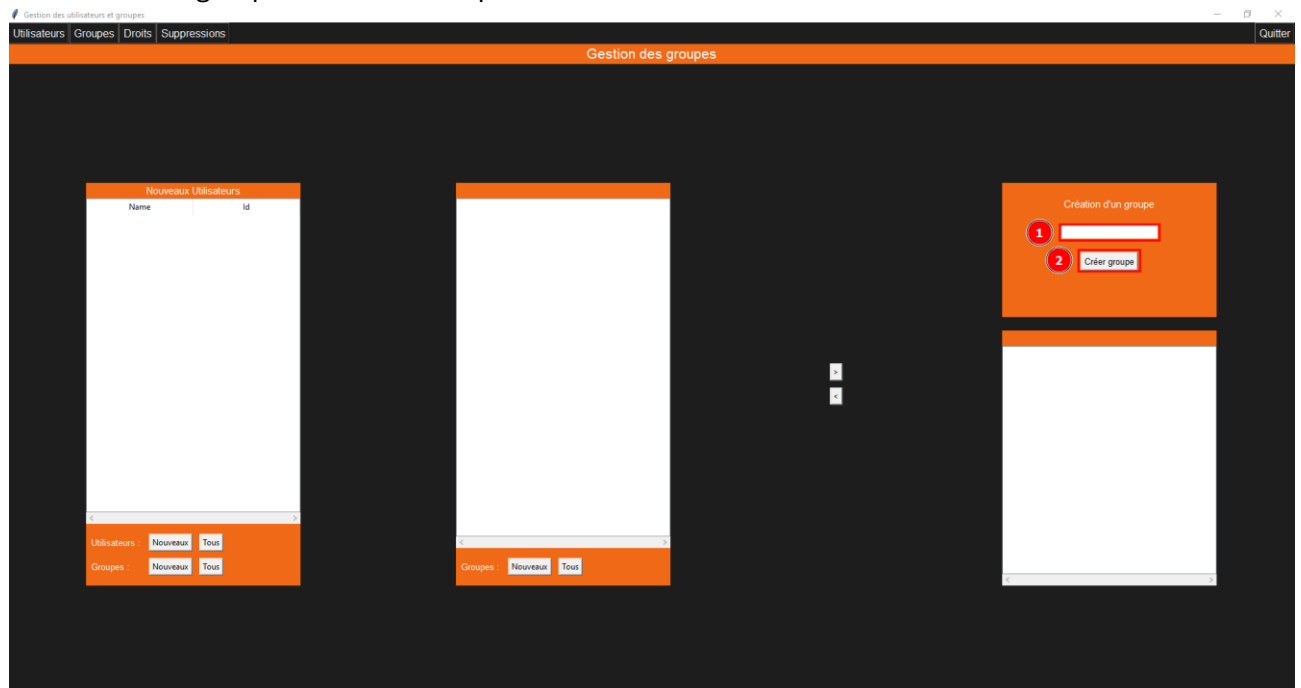 Gestion des utilisateurs et groupes
Utilisateurs Groupes Droits Suppressions Quitter
Gestion des groupes
Nouveaux Utilisateurs
Name Id
Création d'un groupe
1
2 Créer groupe
>
<
Utilisateurs : Nouveaux Tous
Groupes : Nouveaux Tous
Groupes : Nouveaux Tous